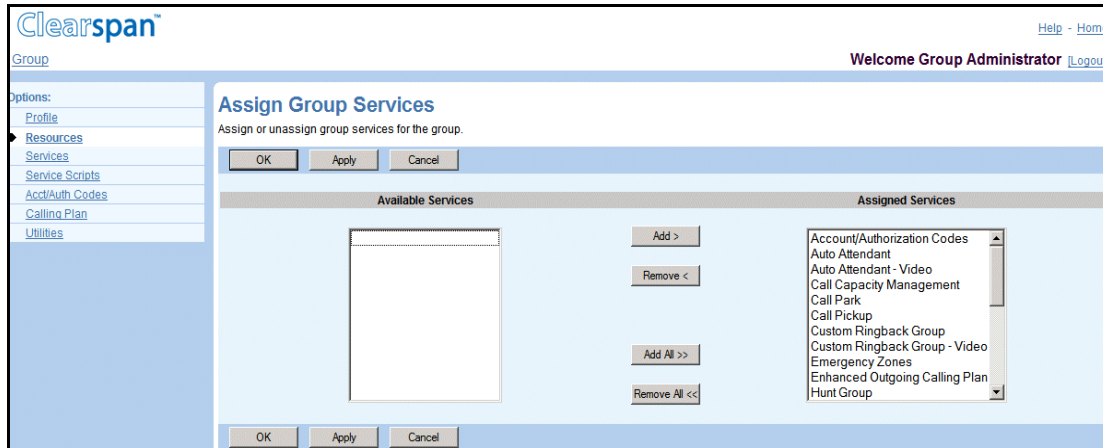 Clearspan™
Help - Hom
Group
Welcome Group Administrator [Logou
Options:
Profile
Resources
Services
Service Scripts
Acct/Auth Codes
Calling Plan
Utilities
Assign Group Services
Assign or unassign group services for the group.
OK Apply Cancel
Available Services
Assigned Services
Add >
Remove <
Add All >>
Remove All <<
Account/Authorization Codes
Auto Attendant
Auto Attendant - Video
Call Capacity Management
Call Park
Call Pickup
Custom Ringback Group
Custom Ringback Group - Video
Emergency Zones
Enhanced Outgoing Calling Plan
Hunt Group
OK Apply Cancel